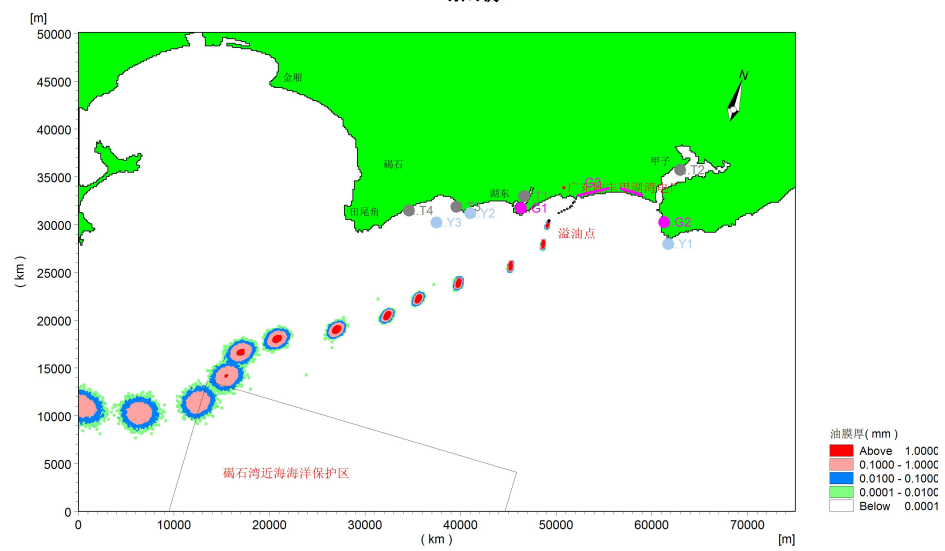 [m]
50000
45000
40000
35000
30000
25000
20000
15000
10000
5000
0
( km )
金厢
N
碣石
甲子
.T2
湖东
G3
田尾角
.T4
.Y2
.Y3
G1
.G2
溢油点
.Y1
碣石湾近海海洋保护区
0 10000 20000 30000 40000 50000 60000 70000
( km )
[m]
油膜厚( mm )
Above 1.0000
0.1000 - 1.0000
0.0100 - 0.1000
0.0001 - 0.0100
Below 0.0001